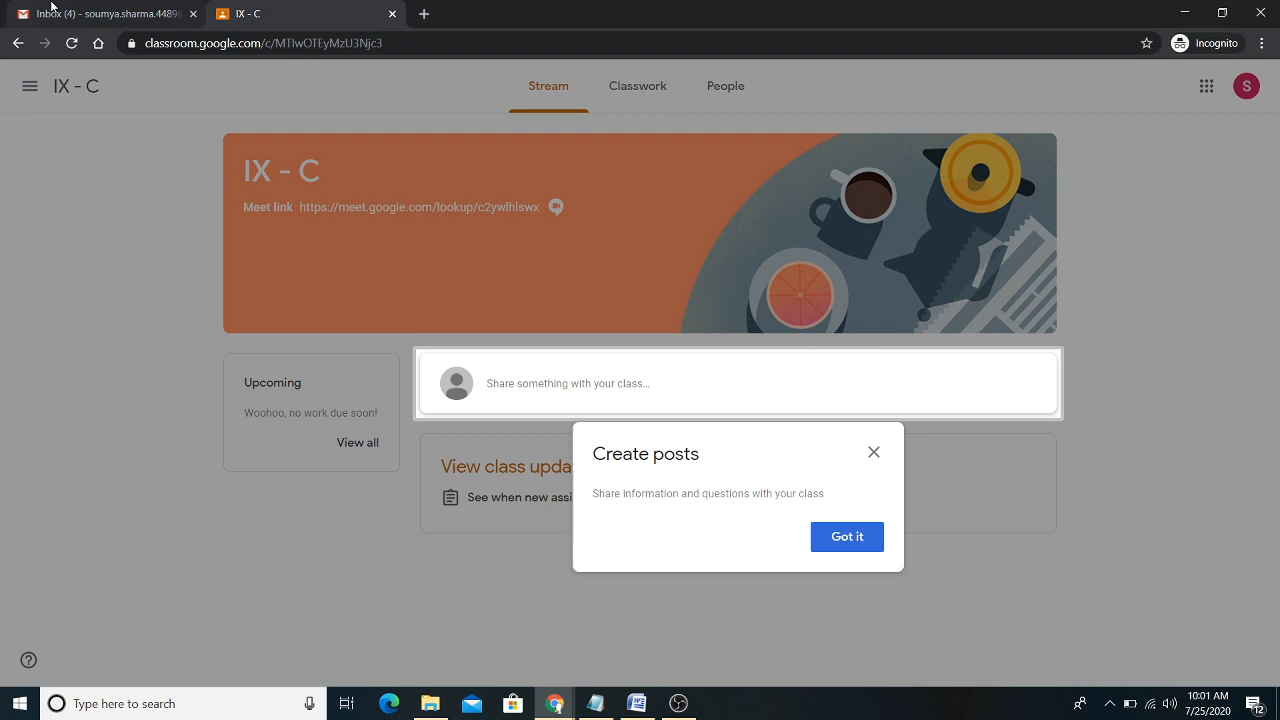 Inbox (4) - soumya.sharma.4489
IX - C
classroom.google.com/c/MTIwOTEyMzU3Njc3
Incognito
IX - C
Stream
Classwork
People
S
IX - C
Meet link https://meet.google.com/lookup/c2ywlhlswx
Upcoming
Woohoo, no work due soon!
View all
Share something with your class...
View class upda
See when new assi
Create posts
Share information and questions with your class
Got it
Type here to search
10:01 AM
7/25/2020
2